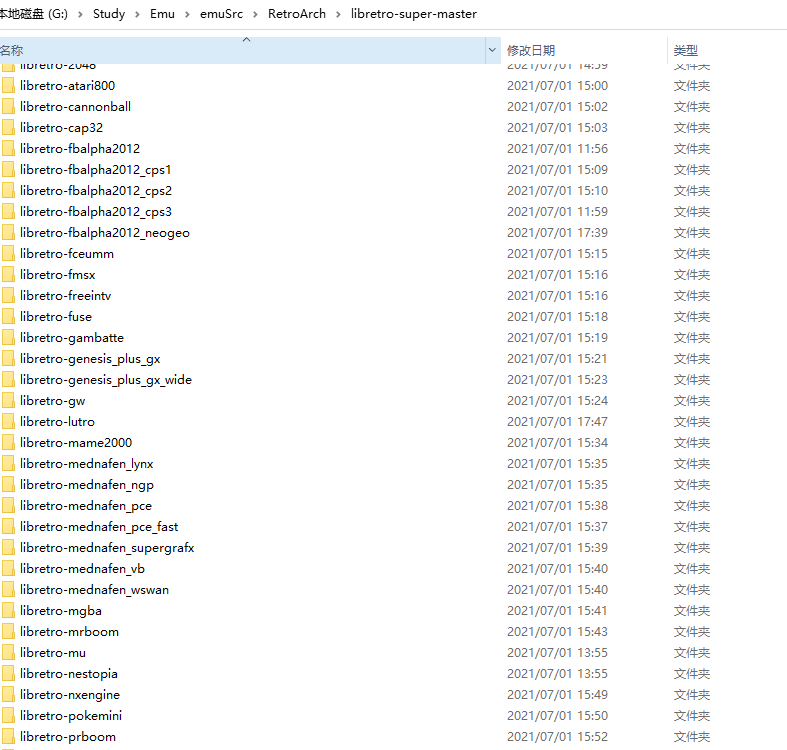 本地磁盘 (G:) > Study > Emu > emuSrc > RetroArch > libretro-super-master
名称 修改日期 类型
libretro-2048 2021/07/01 14:59 文件夹
libretro-atari800 2021/07/01 15:00 文件夹
libretro-cannonball 2021/07/01 15:02 文件夹
libretro-cap32 2021/07/01 15:03 文件夹
libretro-fbalpha2012 2021/07/01 11:56 文件夹
libretro-fbalpha2012_cps1 2021/07/01 15:09 文件夹
libretro-fbalpha2012_cps2 2021/07/01 15:10 文件夹
libretro-fbalpha2012_cps3 2021/07/01 11:59 文件夹
libretro-fbalpha2012_neogeo 2021/07/01 17:39 文件夹
libretro-fceumm 2021/07/01 15:15 文件夹
libretro-fmsx 2021/07/01 15:16 文件夹
libretro-freeintv 2021/07/01 15:16 文件夹
libretro-fuse 2021/07/01 15:18 文件夹
libretro-gambatte 2021/07/01 15:19 文件夹
libretro-genesis_plus_gx 2021/07/01 15:21 文件夹
libretro-genesis_plus_gx_wide 2021/07/01 15:23 文件夹
libretro-gw 2021/07/01 15:24 文件夹
libretro-lutro 2021/07/01 17:47 文件夹
libretro-mame2000 2021/07/01 15:34 文件夹
libretro-mednafen_lynx 2021/07/01 15:35 文件夹
libretro-mednafen_ngp 2021/07/01 15:35 文件夹
libretro-mednafen_pce 2021/07/01 15:38 文件夹
libretro-mednafen_pce_fast 2021/07/01 15:37 文件夹
libretro-mednafen_supergrafx 2021/07/01 15:39 文件夹
libretro-mednafen_vb 2021/07/01 15:40 文件夹
libretro-mednafen_wswan 2021/07/01 15:40 文件夹
libretro-mgba 2021/07/01 15:41 文件夹
libretro-mrboom 2021/07/01 15:43 文件夹
libretro-mu 2021/07/01 13:55 文件夹
libretro-nestopia 2021/07/01 13:55 文件夹
libretro-nxengine 2021/07/01 15:49 文件夹
libretro-pokemini 2021/07/01 15:50 文件夹
libretro-prboom 2021/07/01 15:52 文件夹